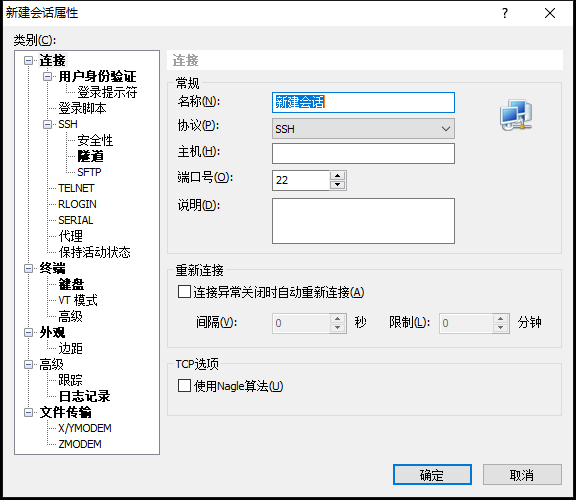 新建会话属性
类别(C):
连接
用户身份验证
登录提示符
登录脚本
SSH
安全性
隧道
SFTP
TELNET
RLOGIN
SERIAL
代理
保持活动状态
终端
键盘
VT 模式
高级
外观
边距
高级
跟踪
日志记录
文件传输
X/YMODEM
ZMODEM
连接
常规
名称(N):
新建会话
协议(P):
SSH
主机(H):
端口号(O):
22
说明(D):
重新连接
连接异常关闭时自动重新连接(A)
间隔(V): 0 秒 限制(L): 0 分钟
TCP选项
使用Nagle算法(U)
确定 取消